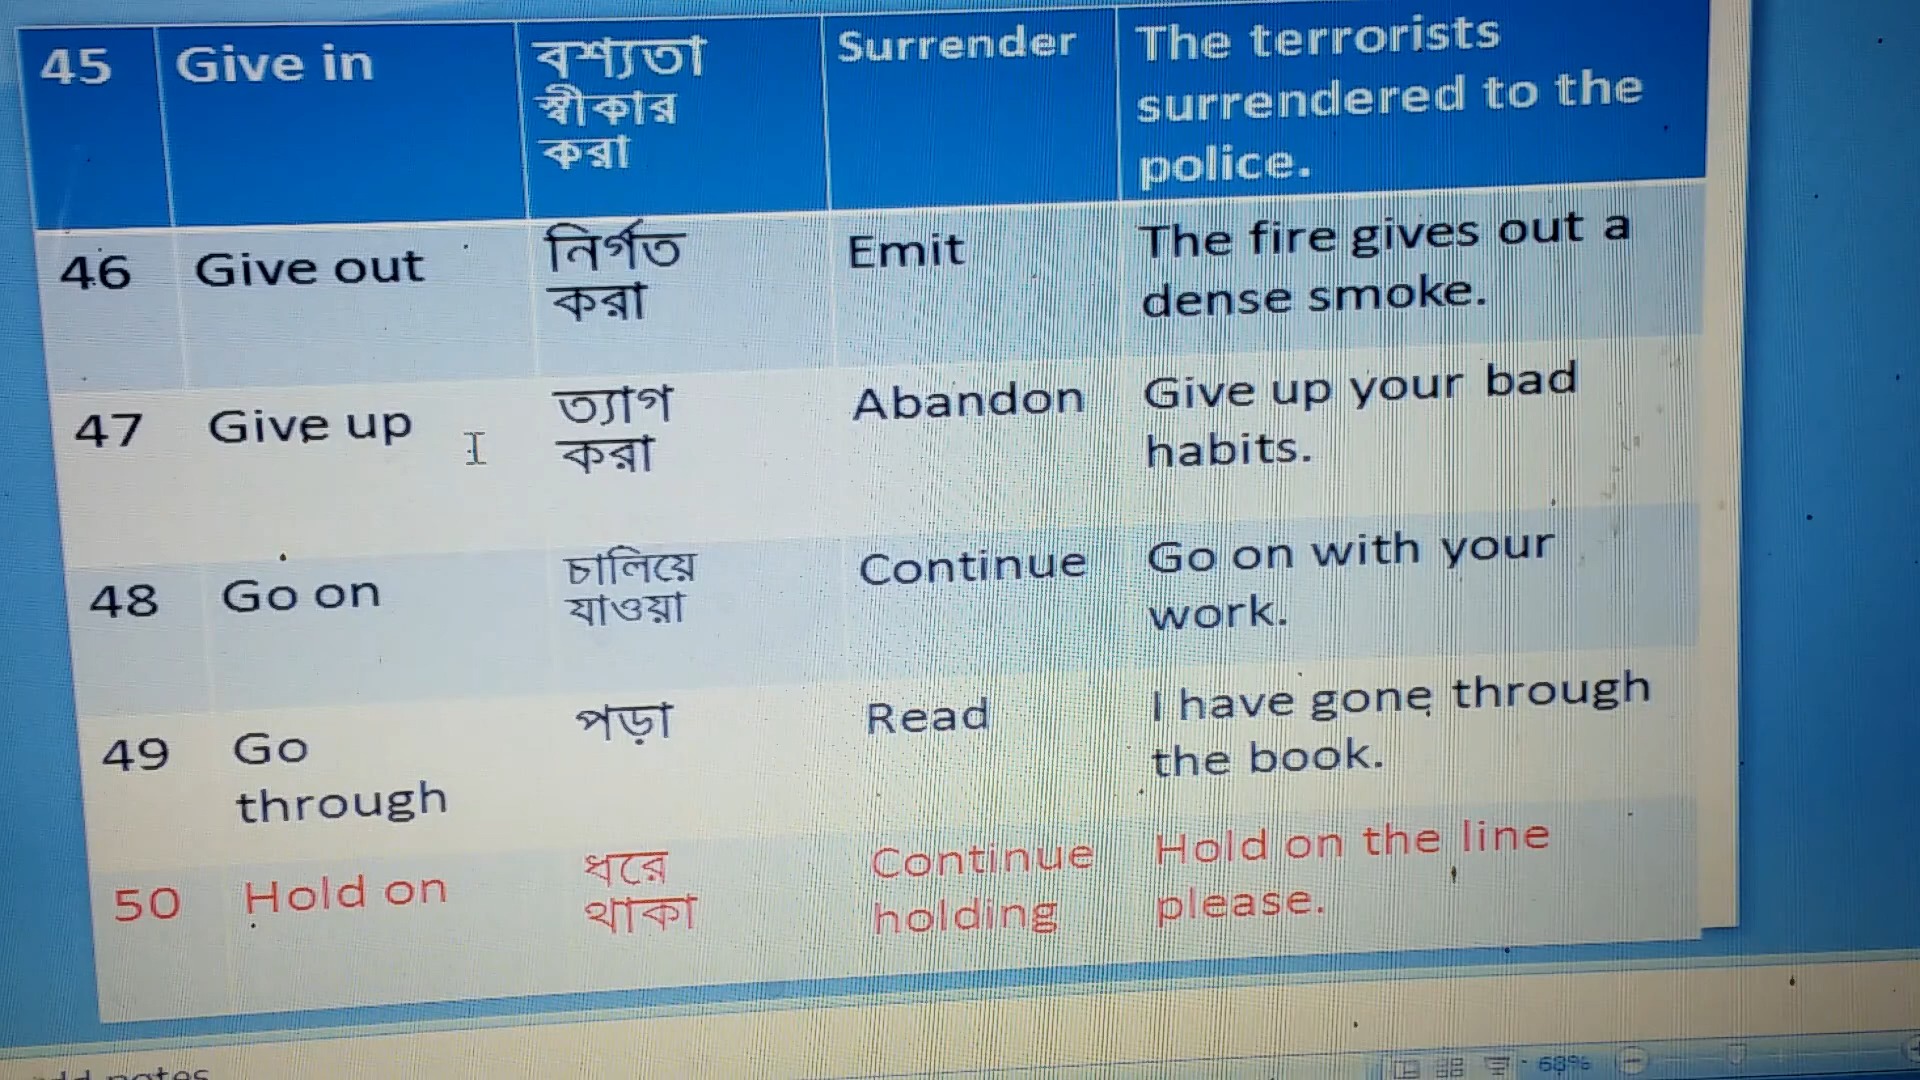 45 Give in বশ্যতা স্বীকার করা Surrender The terrorists surrendered to the police.
46 Give out নির্গত করা Emit The fire gives out a dense smoke.
47 Give up ত্যাগ করা Abandon Give up your bad habits.
48 Go on চালিয়ে যাওয়া Continue Go on with your work.
49 Go through পড়া Read I have gone through the book.
50 Hold on ধরে থাকা Continue holding Hold on the line please.
notes
68%